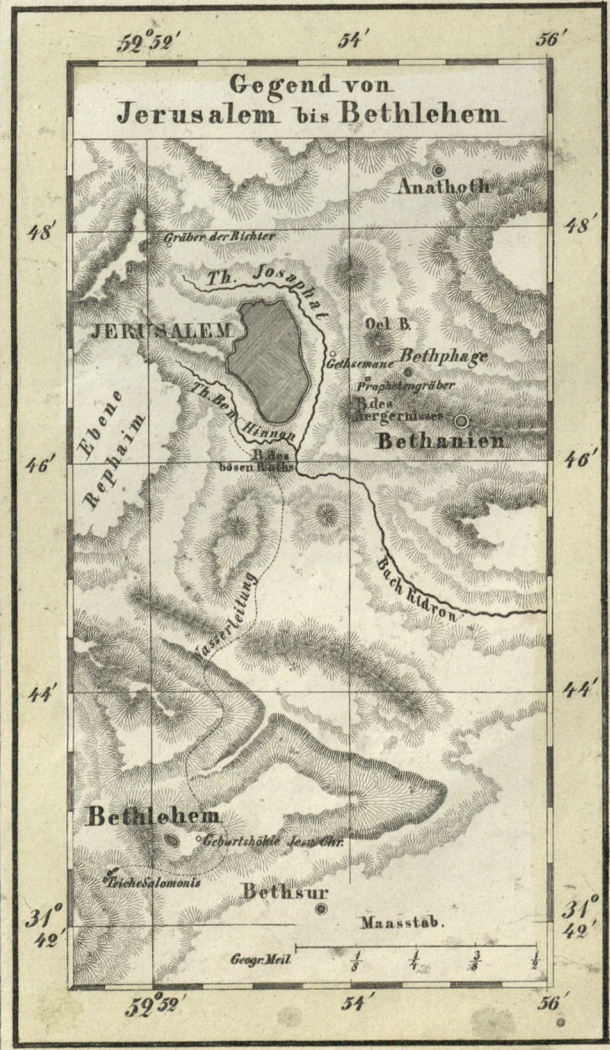 52°52' 54' 56'
Gegend von
Jerusalem bis Bethlehem
Anathoth
48' 48'
Gräber der Richter
Th. Josaphat
Oel B.
JERUSALEM
Gethsemane Bethphage
Prophetengräber
B. des
Aergernisses
Th. Ben Hinnon
Bethanien
Ebene
Rephaim
46' 46'
B. des
bösen Raths
Bach Kidron
Wasserleitung
44' 44'
Bethlehem
Geburtshöhle Jesu Chr.
Teiche Salomonis
Bethsur
31° 31°
42' 42'
Maasstab.
Geogr. Meil. 1/8 1/4 3/8 1/2
52°52' 54' 56'